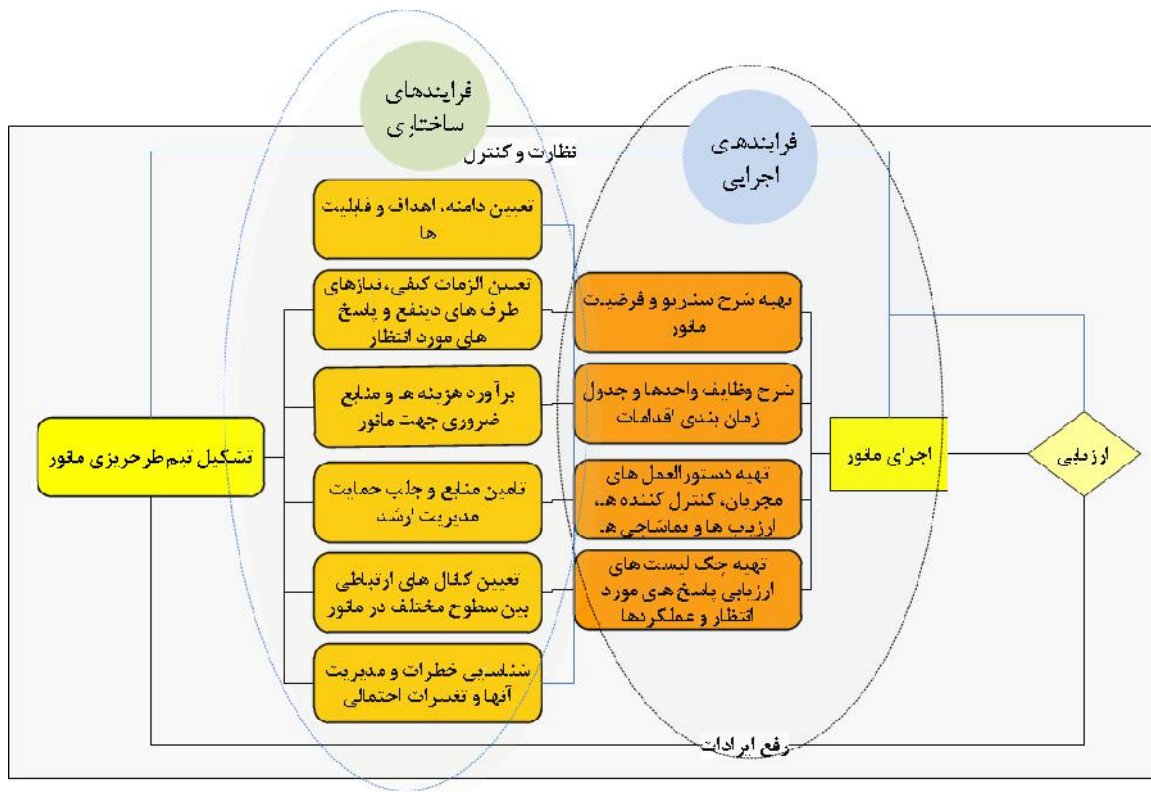 فرایندهای
ساختاری
فرایندهای
اجرایی
نظارت و کنترل
تعیین دامنه، اهداف و قابلیت
ها
تعیین الزمات کیفی، نیازهای
طرف های ذینفع و پاسخ
های مورد انتظار
برآورد هزینه ها و منابع
ضروری جهت مانور
تامین منابع و جلب حمایت
مدیریت ارشد
تعیین کانال های ارتباطی
بین سطوح مختلف در مانور
شناسایی خطرات و مدیریت
آنها و تغییرات احتمالی
تهیه شرح سناریو و فرضیات
مانور
شرح وظایف واحدها و جدول
زمان بندی اقدامات
تهیه دستورالعمل های
مجریان، کنترل کننده ها،
ارزیاب ها و تماشاچی ها
تهیه چک لیست های
ارزیابی پاسخ های مورد
انتظار و عملکردها
تشکیل تیم طرحریزی مانور
اجرای مانور
ارزیابی
رفع ایرادات